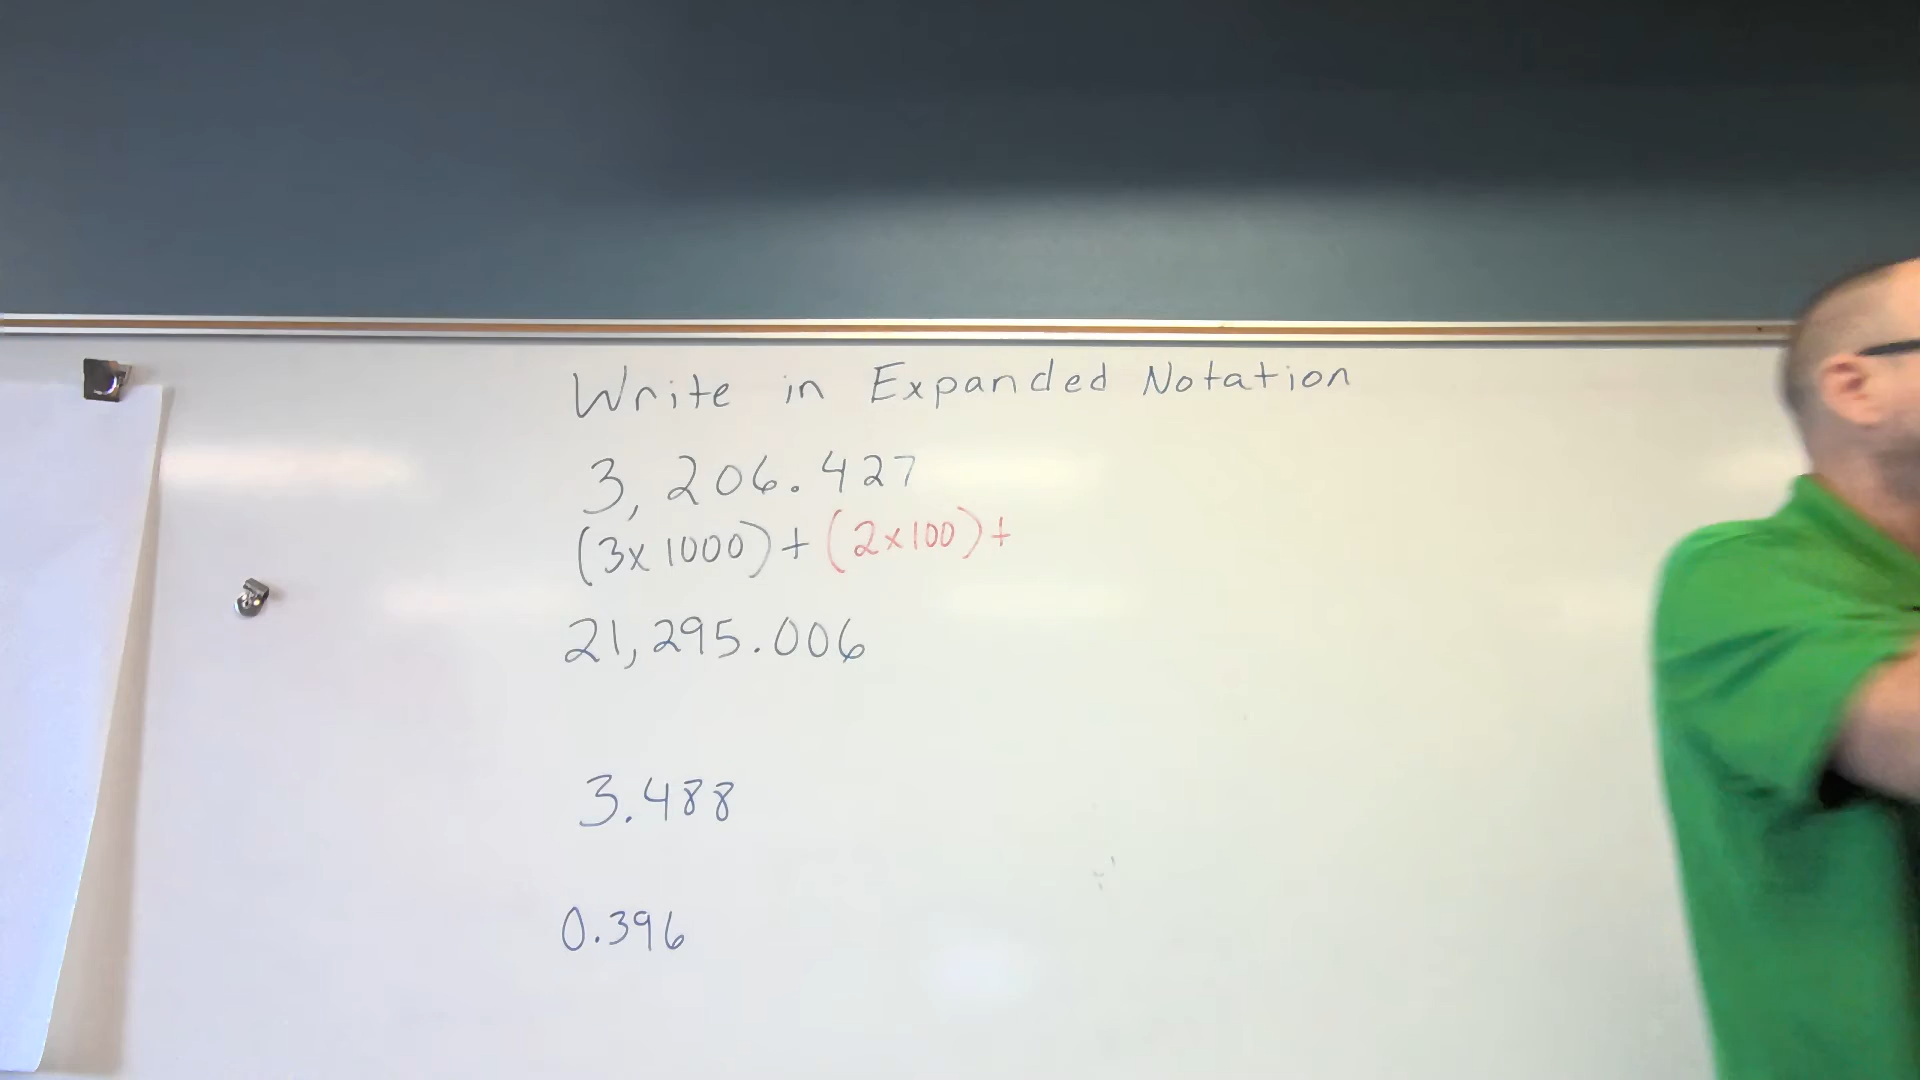 Write in Expanded Notation
3,206.427
(3x1000)+(2x100)+
21,295.006
3.488
0.396